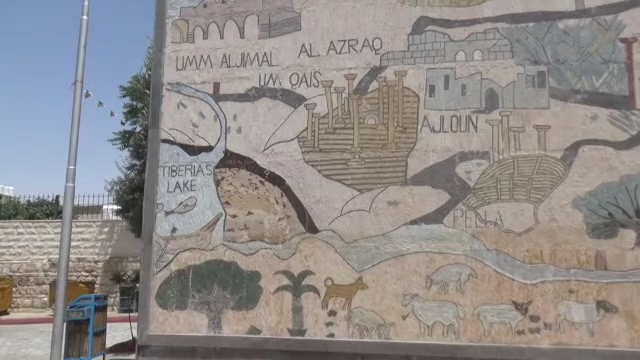 UMM ALJIMAL
AL AZRAQ
UM QAIS
AJLOUN
TIBERIAS
LAKE
PELLA